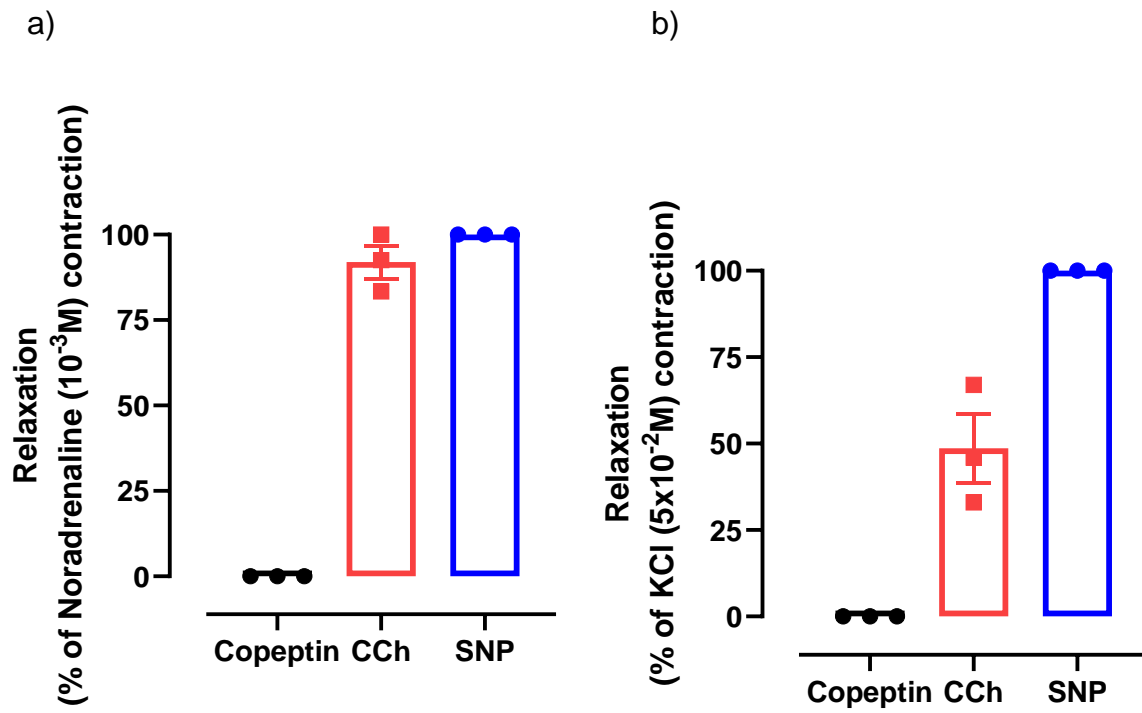 a)
Relaxation
(% of Noradrenaline (10⁻³M) contraction)
100
75
50
25
0
Copeptin CCh SNP
b)
Relaxation
(% of KCl (5x10⁻²M) contraction)
100
75
50
25
0
Copeptin CCh SNP